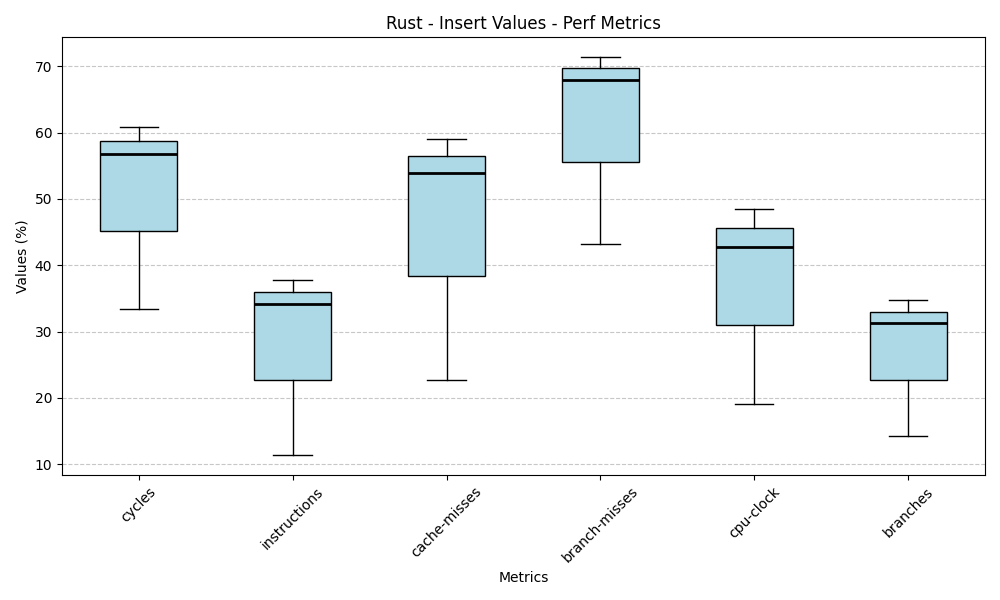 Rust - Insert Values - Perf Metrics
Values (%)
70
60
50
40
30
20
10
cycles
instructions
cache-misses
branch-misses
cpu-clock
branches
Metrics